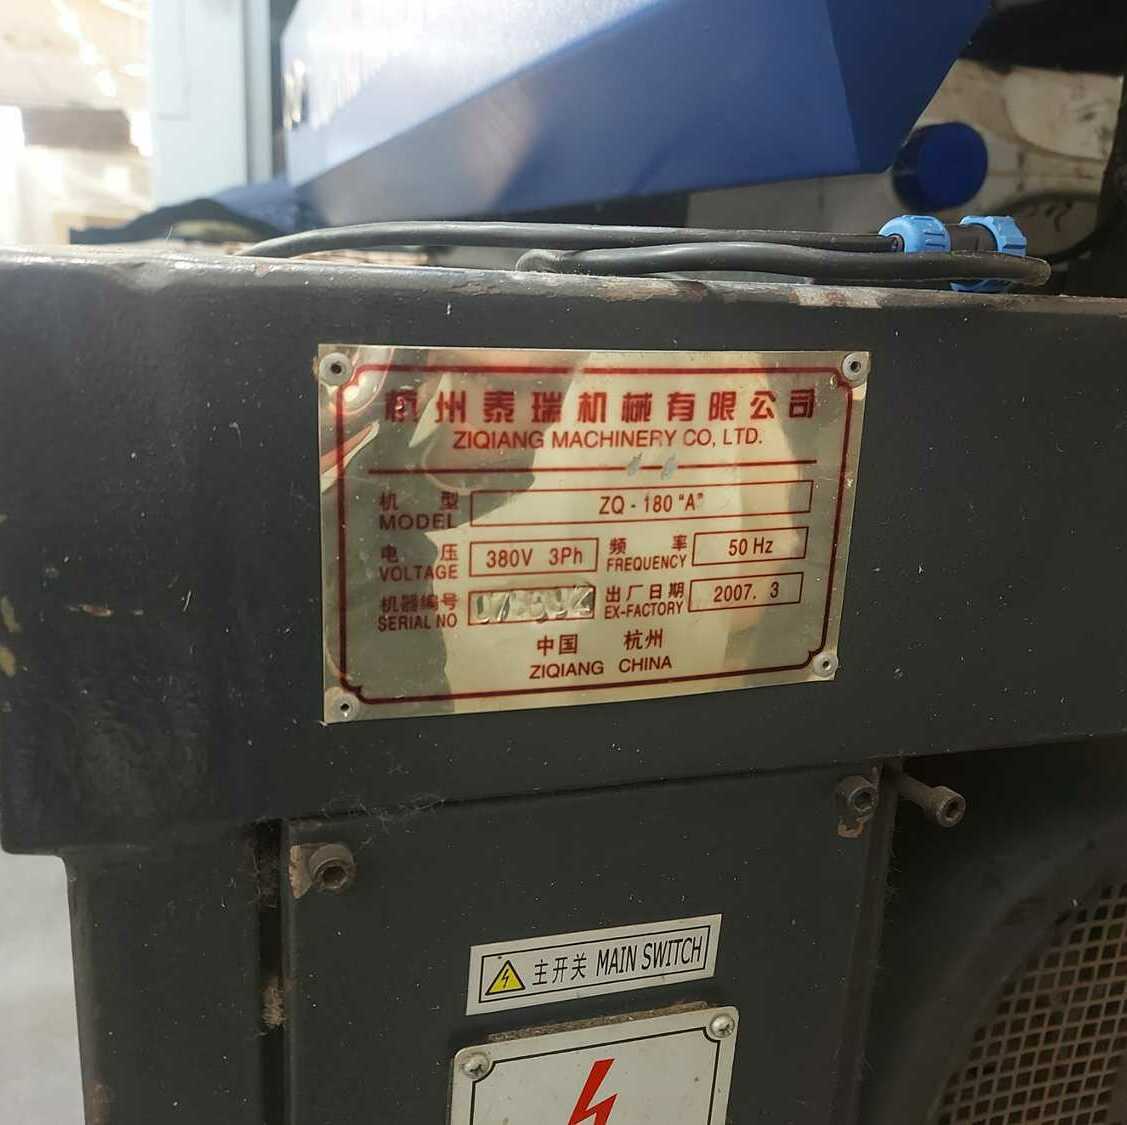 杭州泰瑞机械有限公司
ZIQIANG MACHINERY CO, LTD.
机 型 ZQ - 180 "A"
MODEL
电 压 380V 3Ph 频 率 50 Hz
VOLTAGE FREQUENCY
机器编号 出厂日期 2007. 3
SERIAL NO EX-FACTORY
中国 杭州
ZIQIANG CHINA
主开关 MAIN SWITCH